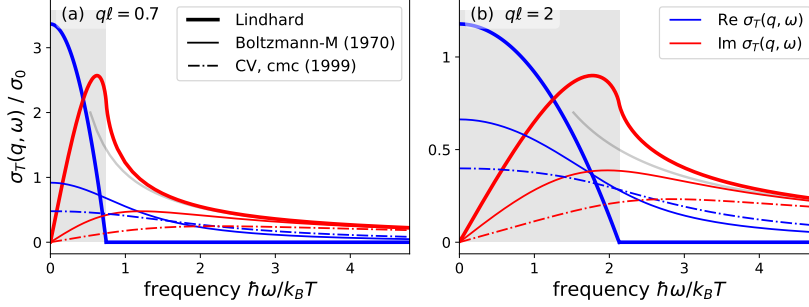 (a) qℓ = 0.7
Lindhard
Boltzmann-M (1970)
CV, cmc (1999)
σ_T(q, ω) / σ_0
3
2
1
0
0
1
2
3
4
frequency ħω/k_BT
(b) qℓ = 2
Re σ_T(q, ω)
Im σ_T(q, ω)
1
0.5
0
0
1
2
3
4
frequency ħω/k_BT